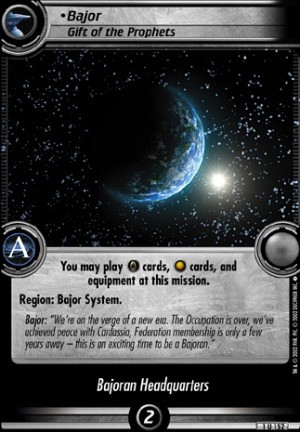 •Bajor
Gift of the Prophets
A
You may play cards, cards, and
equipment at this mission.
Region: Bajor System.
Bajor: "We're on the verge of a new era. The Occupation is over, we've
achieved peace with Cardassia, Federation membership is only a few
years away – this is an exciting time to be a Bajoran."
Bajoran Headquarters
2